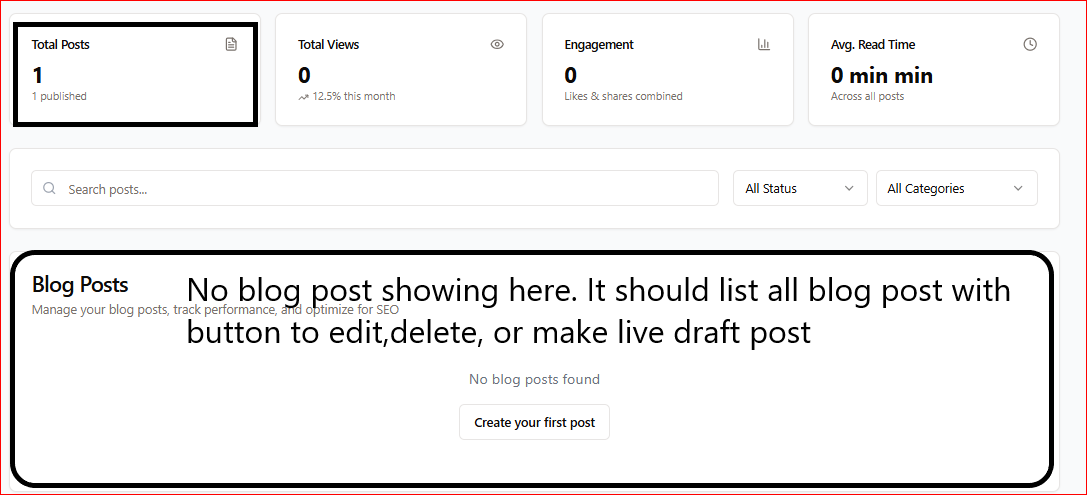 Total Posts
1
1 published
Total Views
0
12.5% this month
Engagement
0
Likes & shares combined
Avg. Read Time
0 min min
Across all posts
Search posts...
All Status
All Categories
Blog Posts
Manage your blog posts, track performance, and optimize for SEO
No blog post showing here. It should list all blog post with
button to edit,delete, or make live draft post
No blog posts found
Create your first post